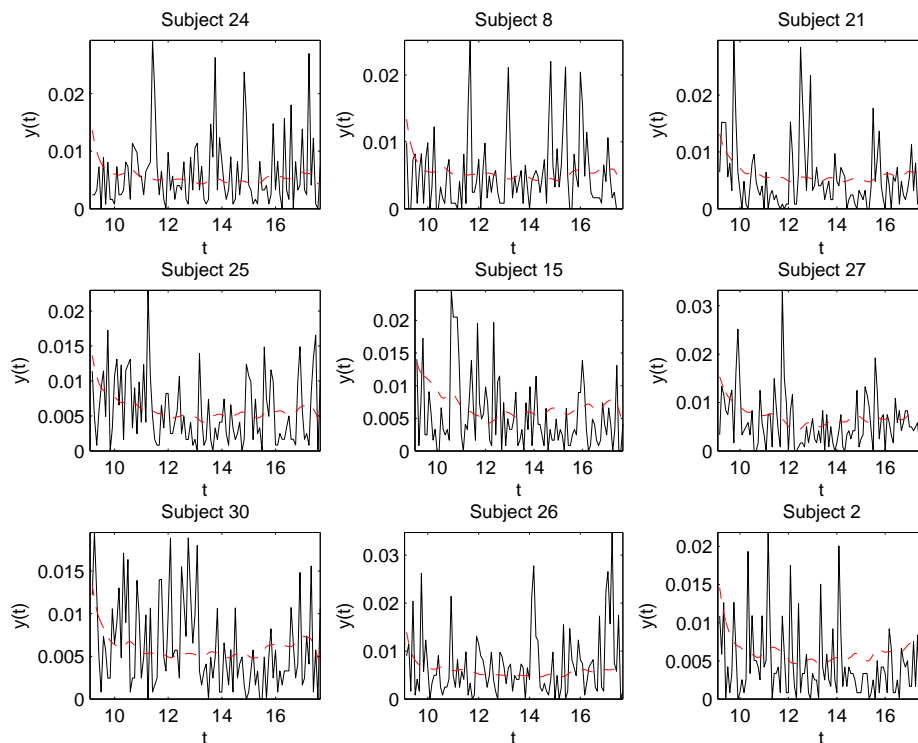 Subject 24
y(t)
0.02
0.01
0
10 12 14 16
t
Subject 8
y(t)
0.02
0.01
0
10 12 14 16
t
Subject 21
y(t)
0.02
0.01
0
10 12 14 16
t
Subject 25
y(t)
0.02
0.015
0.01
0.005
0
10 12 14 16
t
Subject 15
y(t)
0.02
0.015
0.01
0.005
0
10 12 14 16
t
Subject 27
y(t)
0.03
0.02
0.01
0
10 12 14 16
t
Subject 30
y(t)
0.015
0.01
0.005
0
10 12 14 16
t
Subject 26
y(t)
0.03
0.02
0.01
0
10 12 14 16
t
Subject 2
y(t)
0.02
0.015
0.01
0.005
0
10 12 14 16
t